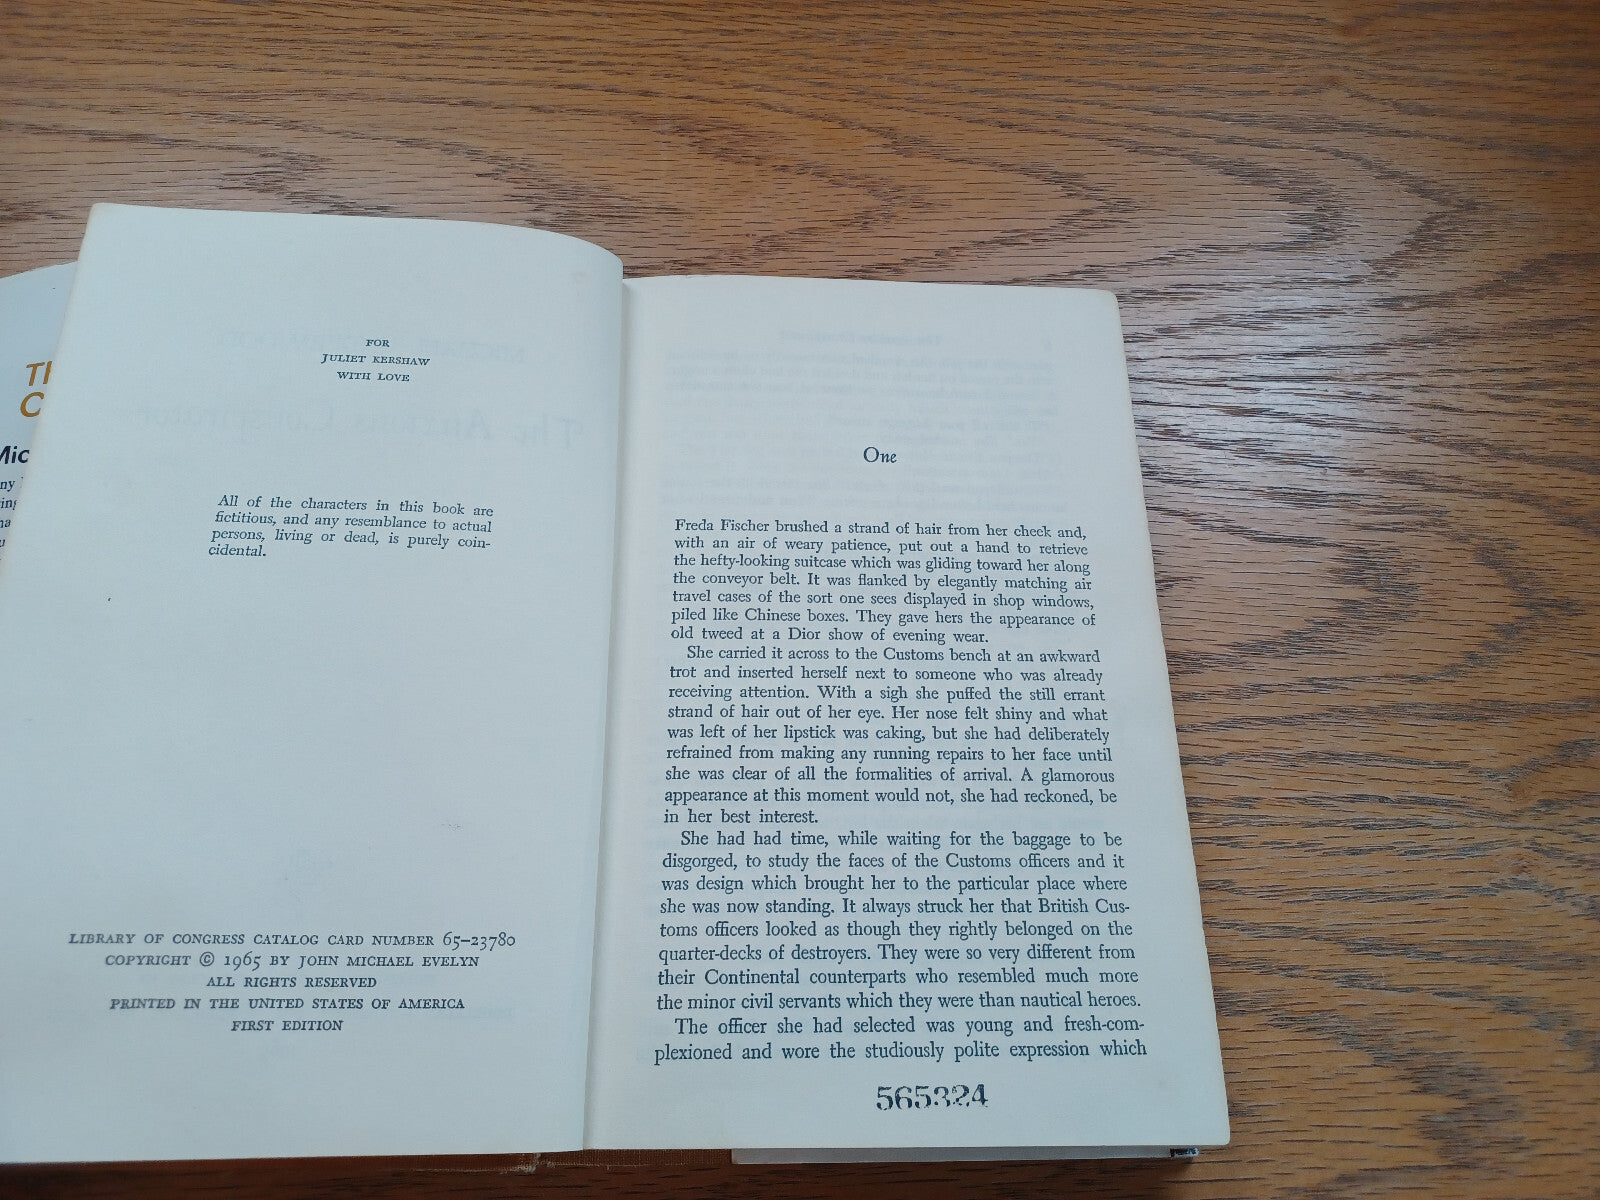 Th
C
Mic
ny
ing
FOR
JULIET KERSHAW
WITH LOVE
All of the characters in this book are
fictitious, and any resemblance to actual
persons, living or dead, is purely coin-
cidental.
LIBRARY OF CONGRESS CATALOG CARD NUMBER 65–23780
COPYRIGHT © 1965 BY JOHN MICHAEL EVELYN
ALL RIGHTS RESERVED
PRINTED IN THE UNITED STATES OF AMERICA
FIRST EDITION
One
Freda Fischer brushed a strand of hair from her cheek and,
with an air of weary patience, put out a hand to retrieve
the hefty-looking suitcase which was gliding toward her along
the conveyor belt. It was flanked by elegantly matching air
travel cases of the sort one sees displayed in shop windows,
piled like Chinese boxes. They gave hers the appearance of
old tweed at a Dior show of evening wear.
She carried it across to the Customs bench at an awkward
trot and inserted herself next to someone who was already
receiving attention. With a sigh she puffed the still errant
strand of hair out of her eye. Her nose felt shiny and what
was left of her lipstick was caking, but she had deliberately
refrained from making any running repairs to her face until
she was clear of all the formalities of arrival. A glamorous
appearance at this moment would not, she had reckoned, be
in her best interest.
She had had time, while waiting for the baggage to be
disgorged, to study the faces of the Customs officers and it
was design which brought her to the particular place where
she was now standing. It always struck her that British Cus-
toms officers looked as though they rightly belonged on the
quarter-decks of destroyers. They were so very different from
their Continental counterparts who resembled much more
the minor civil servants which they were than nautical heroes.
The officer she had selected was young and fresh-com-
plexioned and wore the studiously polite expression which
565324